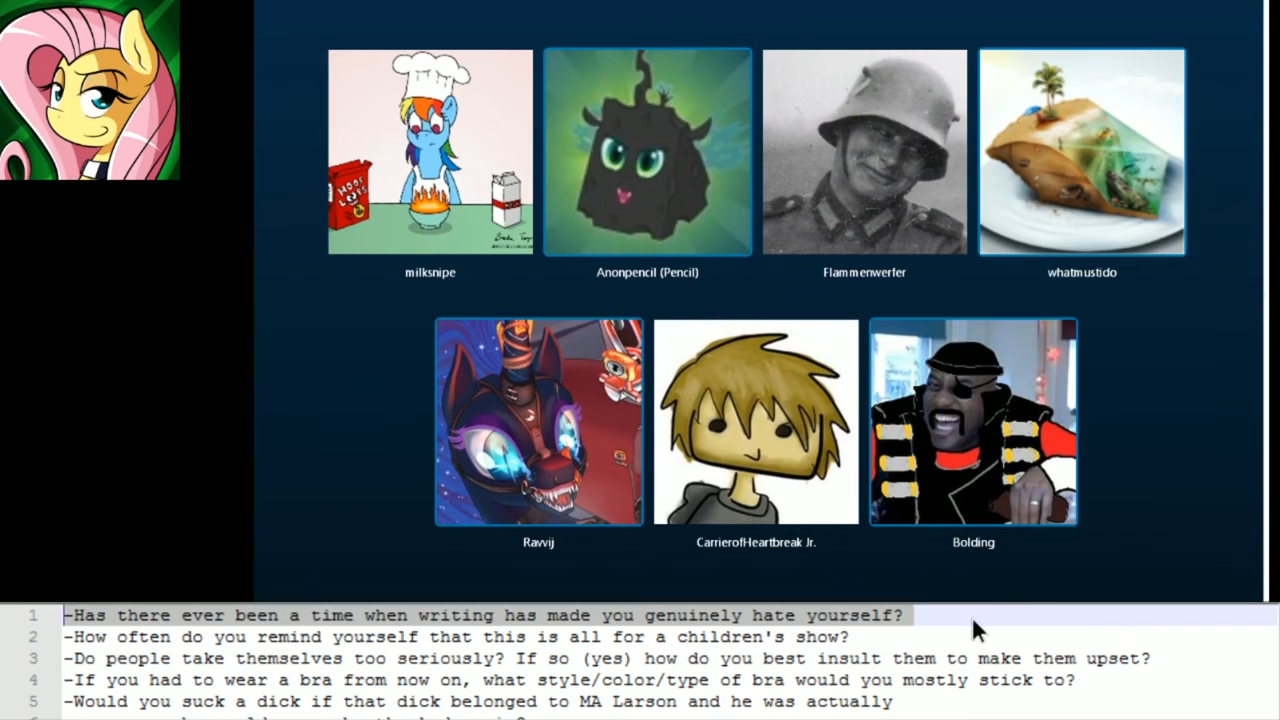 HOOT
milksnipe
Anonpencil (Pencil)
Flammenwerfer
whatmustido
Ravvij
CarrierofHeartbreak Jr.
Bolding
1 -Has there ever been a time when writing has made you genuinely hate yourself?
2 -How often do you remind yourself that this is all for a children's show?
3 -Do people take themselves too seriously? If so (yes) how do you best insult them to make them upset?
4 -If you had to wear a bra from now on, what style/color/type of bra would you mostly stick to?
5 -Would you suck a dick if that dick belonged to MA Larson and he was actually